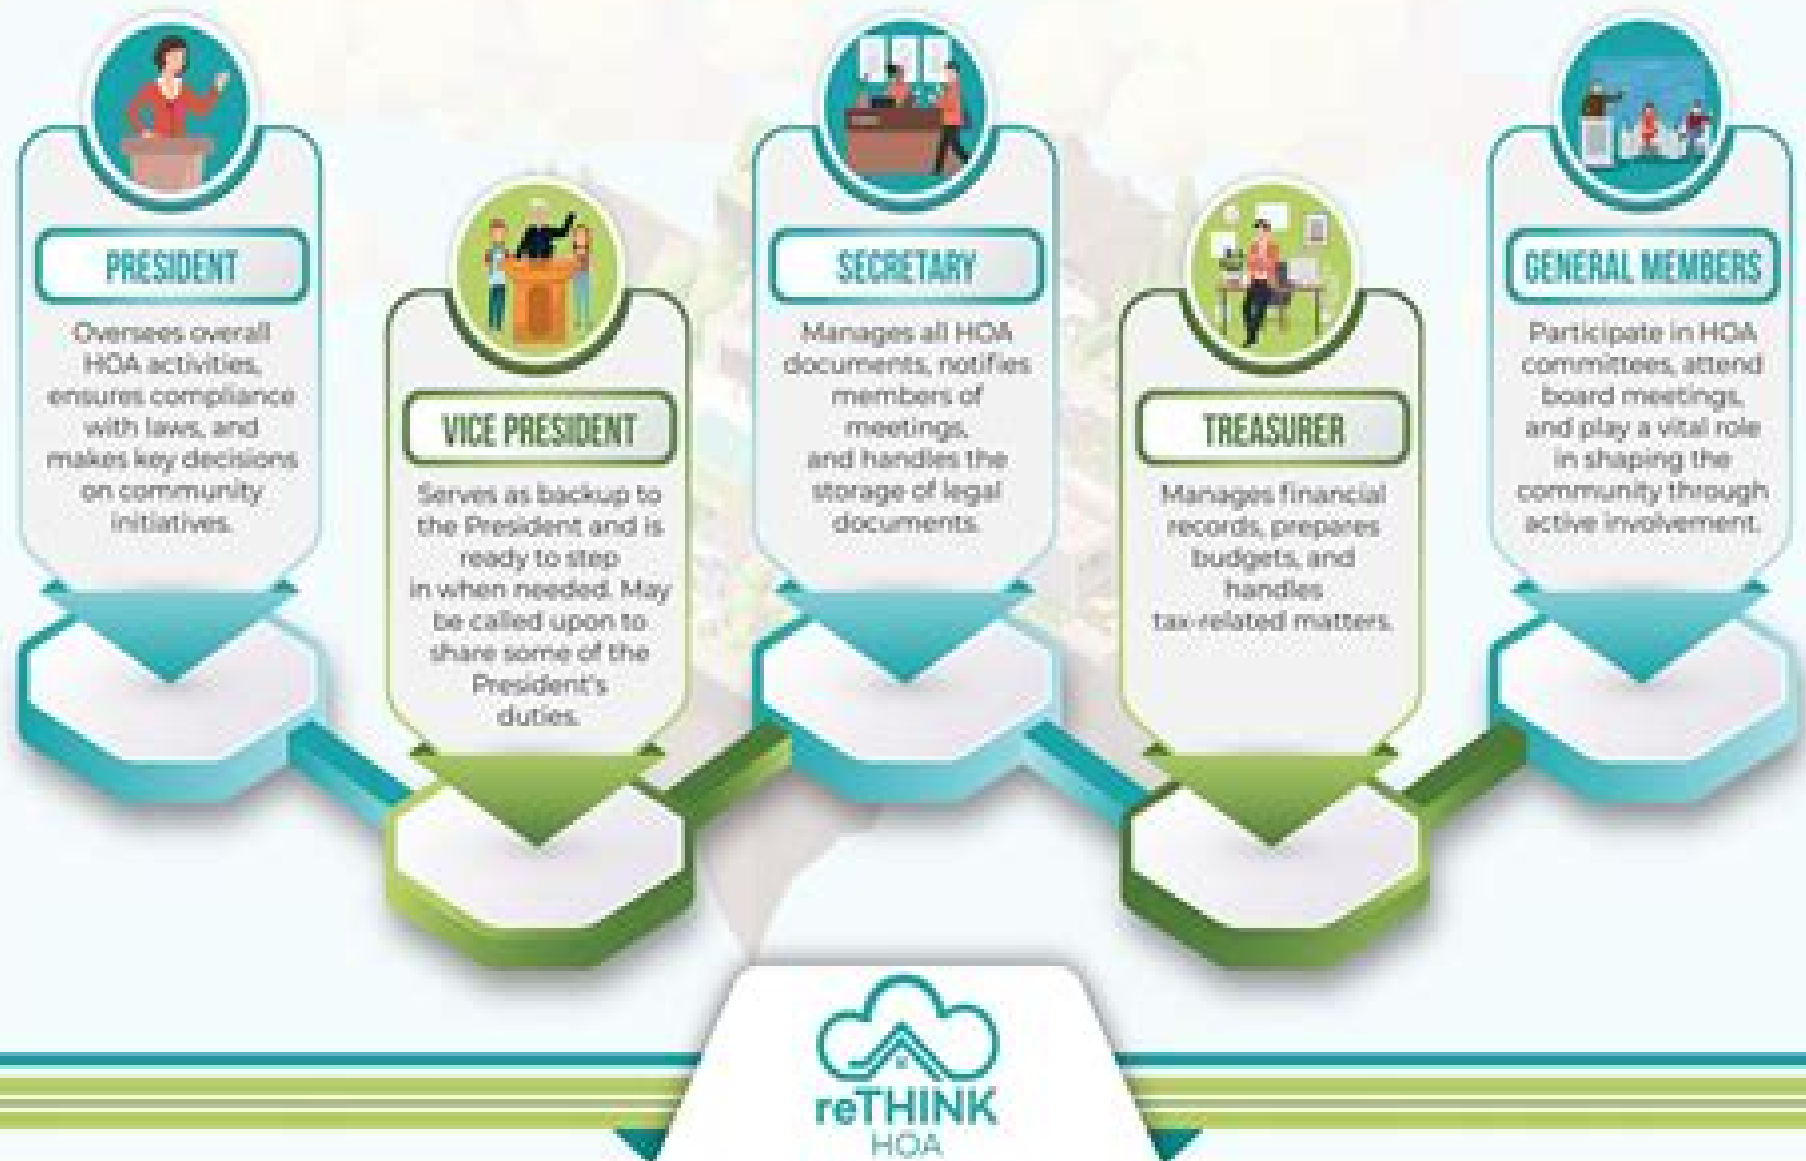 PRESIDENT
Oversees overall
HOA activities,
ensures compliance
with laws, and
makes key decisions
on community
initiatives.
VICE PRESIDENT
Serves as backup to
the President and is
ready to step
in when needed. May
be called upon to
share some of the
President's
duties.
SECRETARY
Manages all HOA
documents, notifies
members of
meetings,
and handles the
storage of legal
documents.
TREASURER
Manages financial
records, prepares
budgets, and
handles
tax-related matters.
GENERAL MEMBERS
Participate in HOA
committees, attend
board meetings,
and play a vital role
in shaping the
community through
active involvement.
reTHINK
HOA